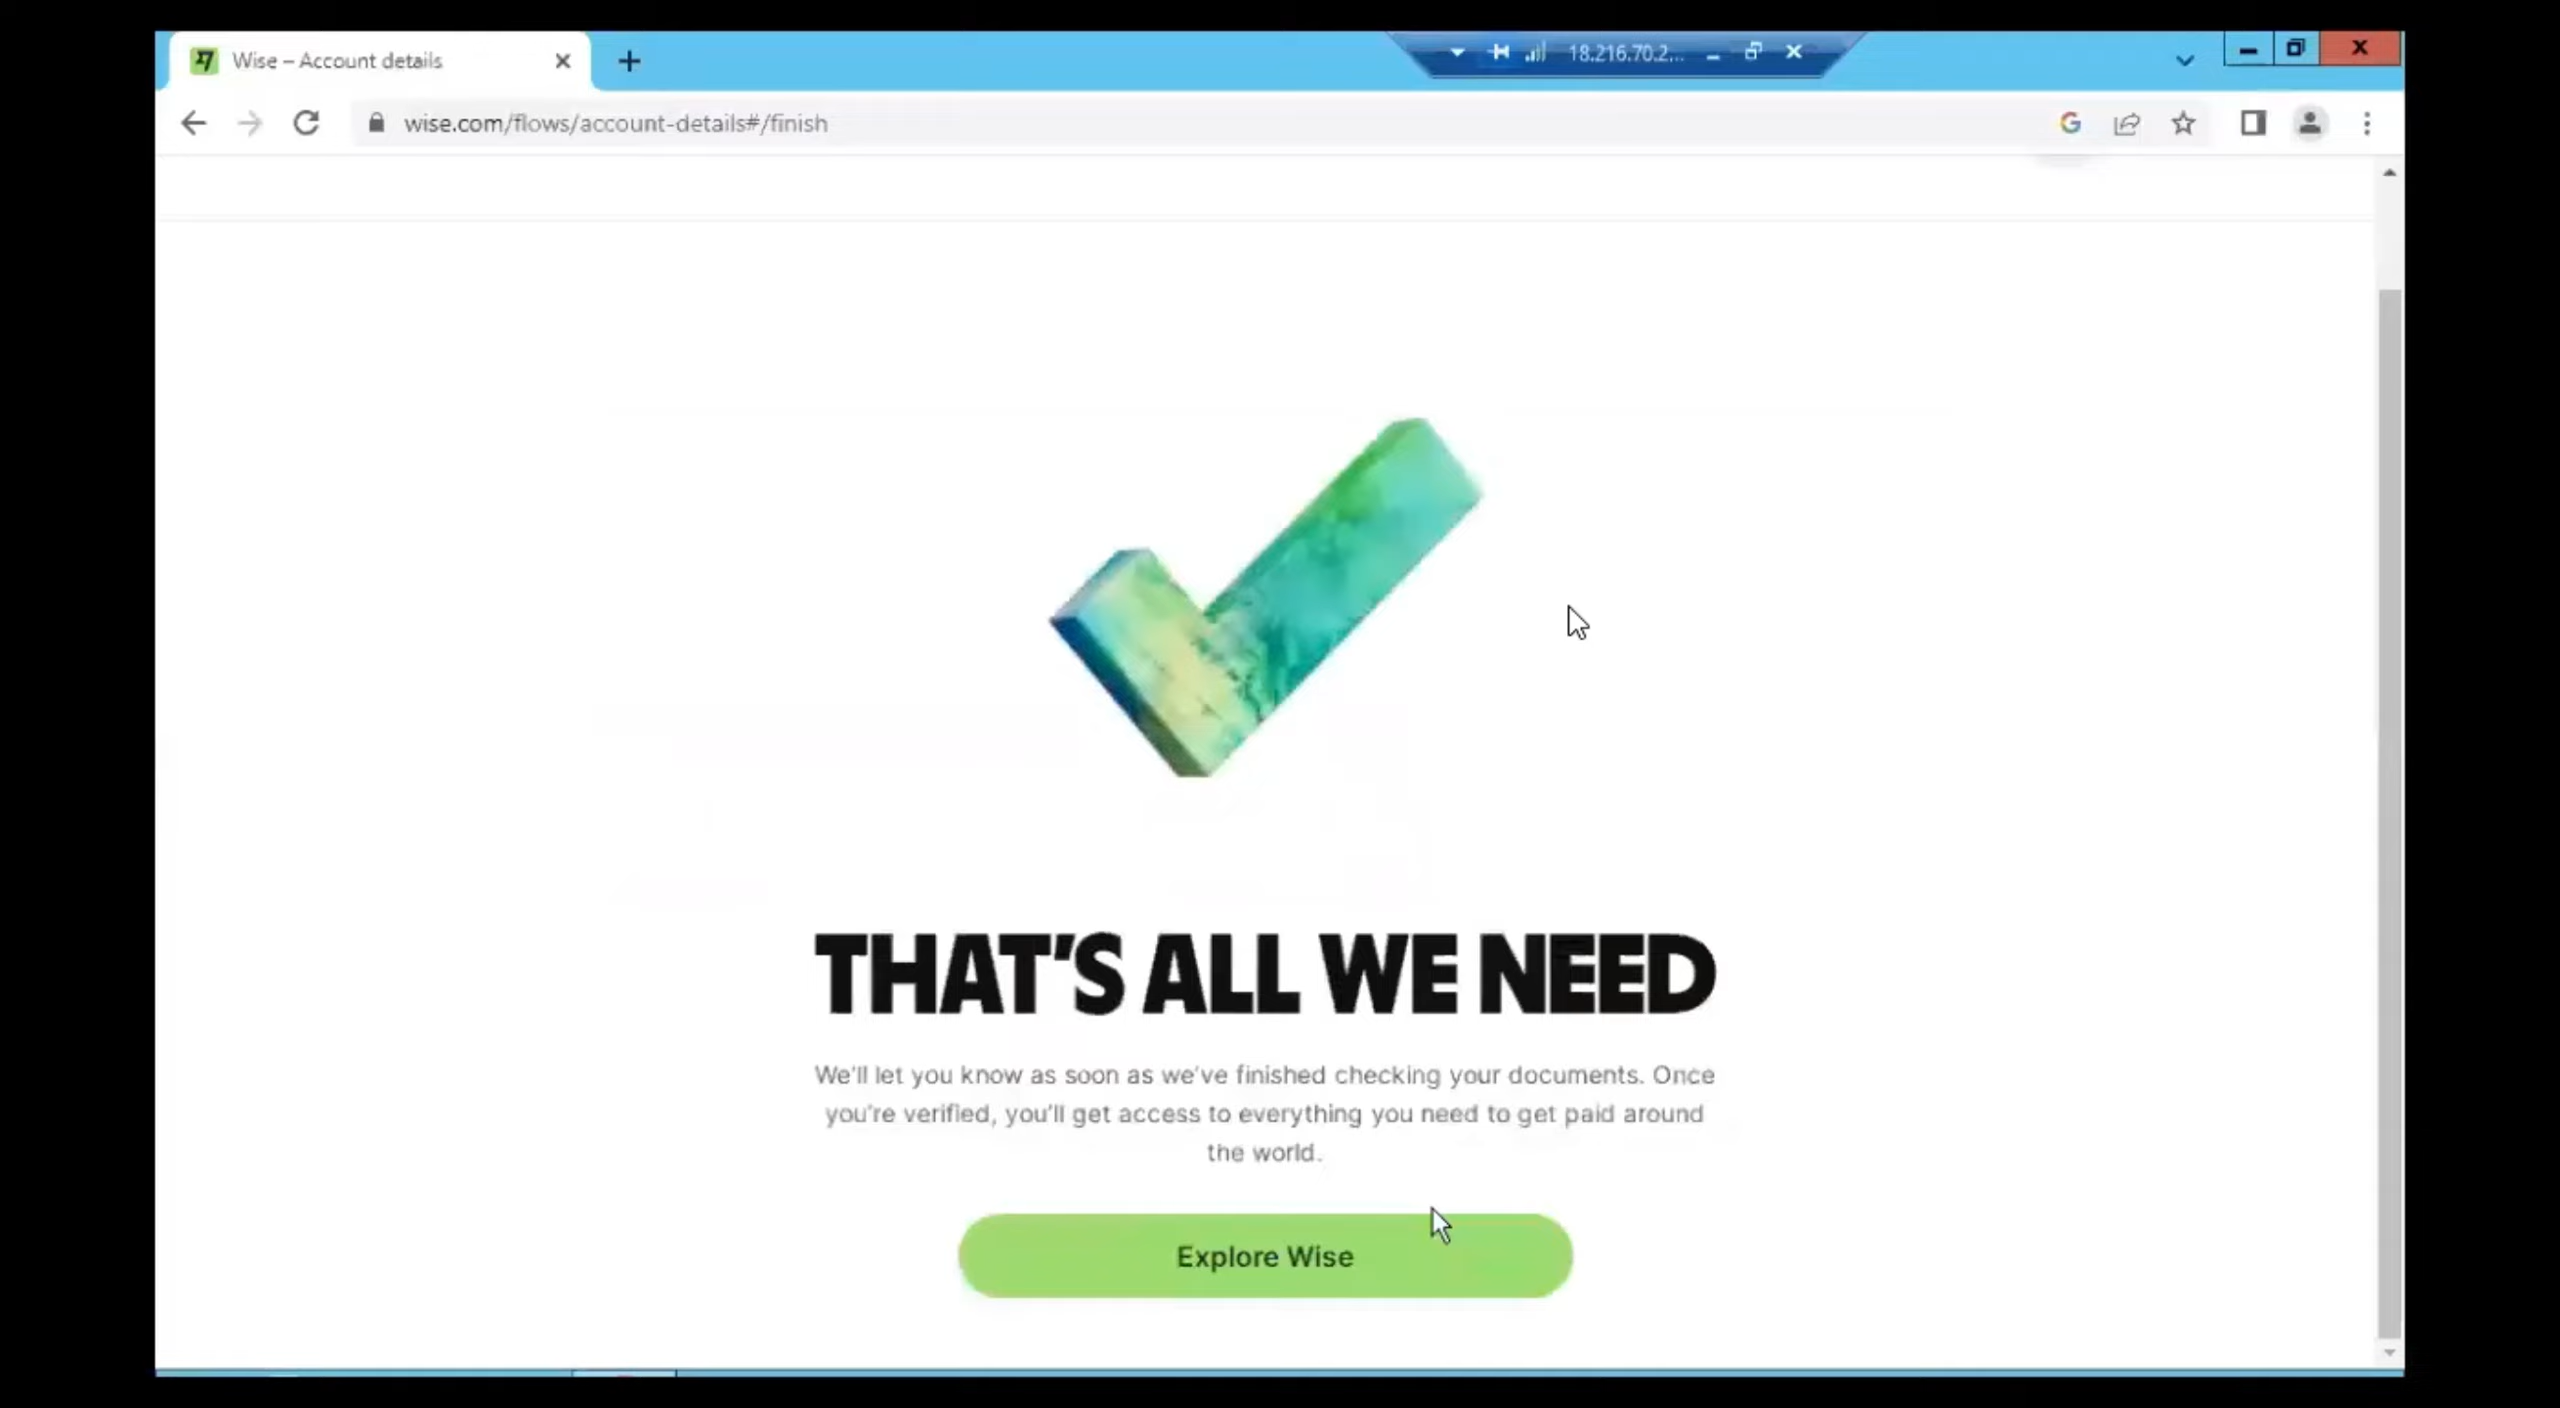 Wise – Account details
18.216.70.2...
wise.com/flows/account-details#/finish
THAT'S ALL WE NEED
We'll let you know as soon as we've finished checking your documents. Once
you're verified, you'll get access to everything you need to get paid around
the world.
Explore Wise